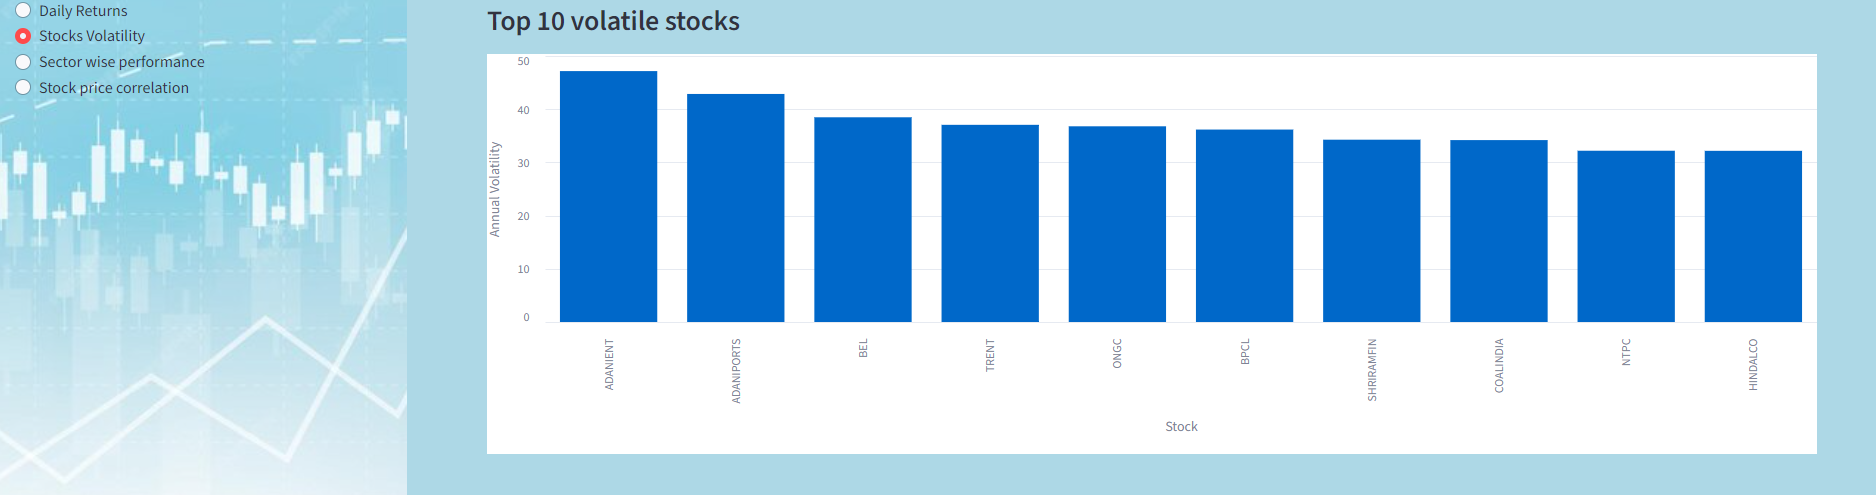 Daily Returns
Stocks Volatility
Sector wise performance
Stock price correlation
Top 10 volatile stocks
50
40
30
20
10
0
Annual Volatility
ADANIENT
ADANIPORTS
BEL
TRENT
ONGC
BPCL
SHRIRAMFIN
COALINDIA
NTPC
HINDALCO
Stock